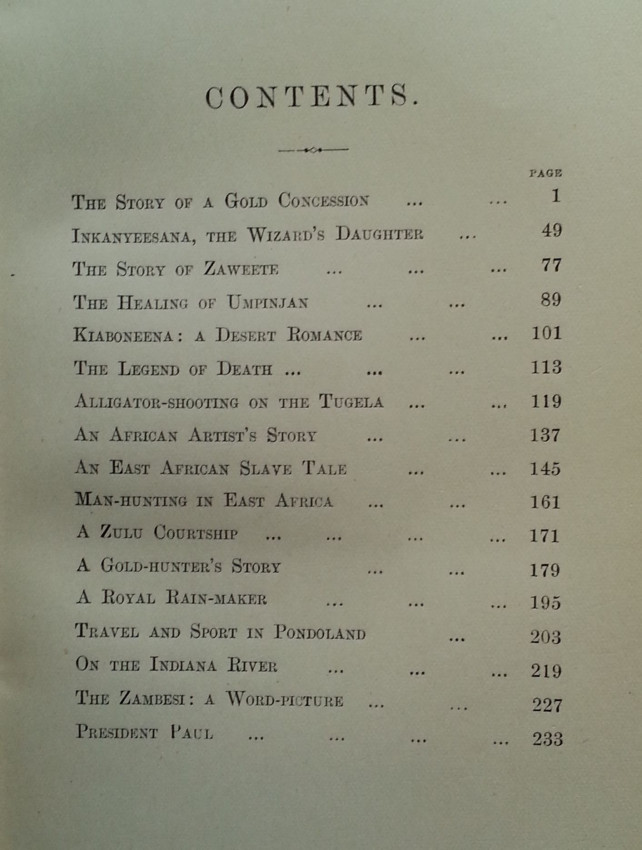 CONTENTS.
PAGE
THE STORY OF A GOLD CONCESSION ... ... 1
INKANYEESANA, THE WIZARD'S DAUGHTER ... 49
THE STORY OF ZAWEETE ... ... ... 77
THE HEALING OF UMPINJAN ... ... 89
KIABONEENA: A DESERT ROMANCE ... ... 101
THE LEGEND OF DEATH ... ... ... 113
ALLIGATOR-SHOOTING ON THE TUGELA ... ... 119
AN AFRICAN ARTIST'S STORY ... ... 137
AN EAST AFRICAN SLAVE TALE ... ... 145
MAN-HUNTING IN EAST AFRICA ... ... 161
A ZULU COURTSHIP ... ... ... ... 171
A GOLD-HUNTER'S STORY ... ... 179
A ROYAL RAIN-MAKER ... ... ... 195
TRAVEL AND SPORT IN PONDOLAND ... 203
ON THE INDIANA RIVER ... ... ... 219
THE ZAMBESI: A WORD-PICTURE ... ... 227
PRESIDENT PAUL ... ... ... ... 233